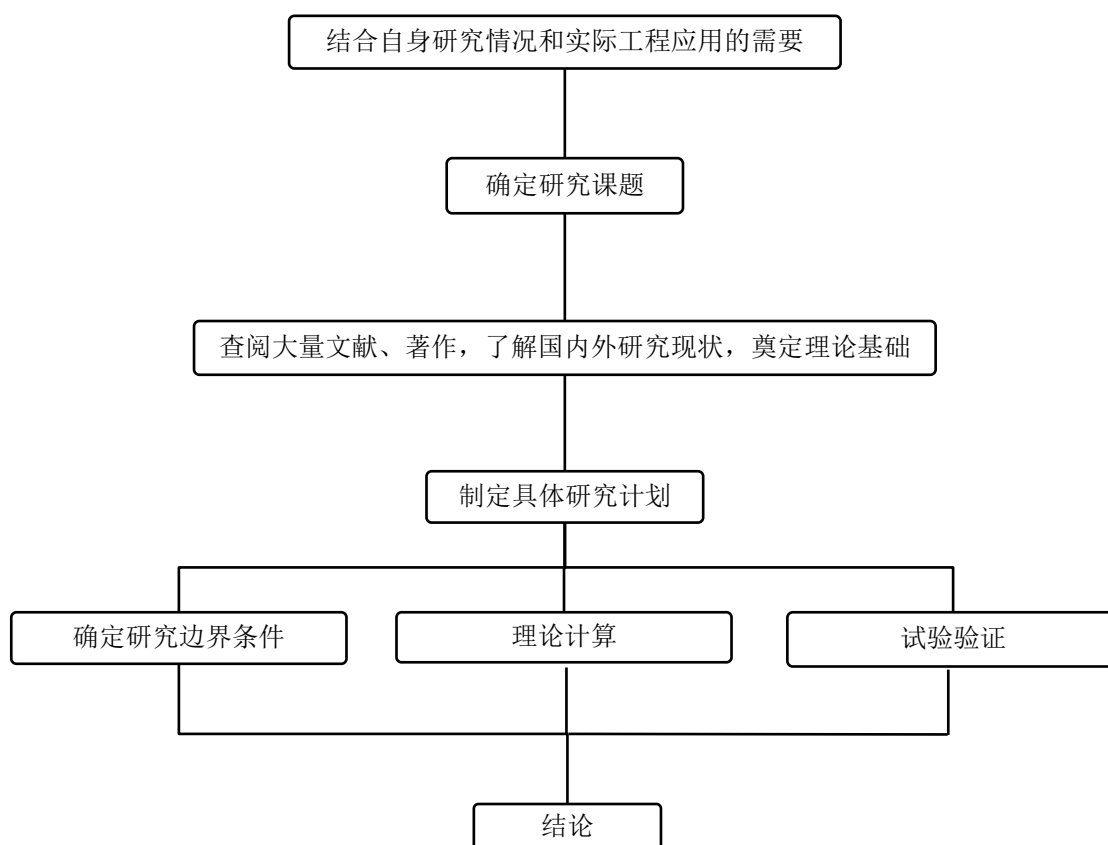 结合自身研究情况和实际工程应用的需要
确定研究课题
查阅大量文献、著作，了解国内外研究现状，奠定理论基础
制定具体研究计划
确定研究边界条件
理论计算
试验验证
结论